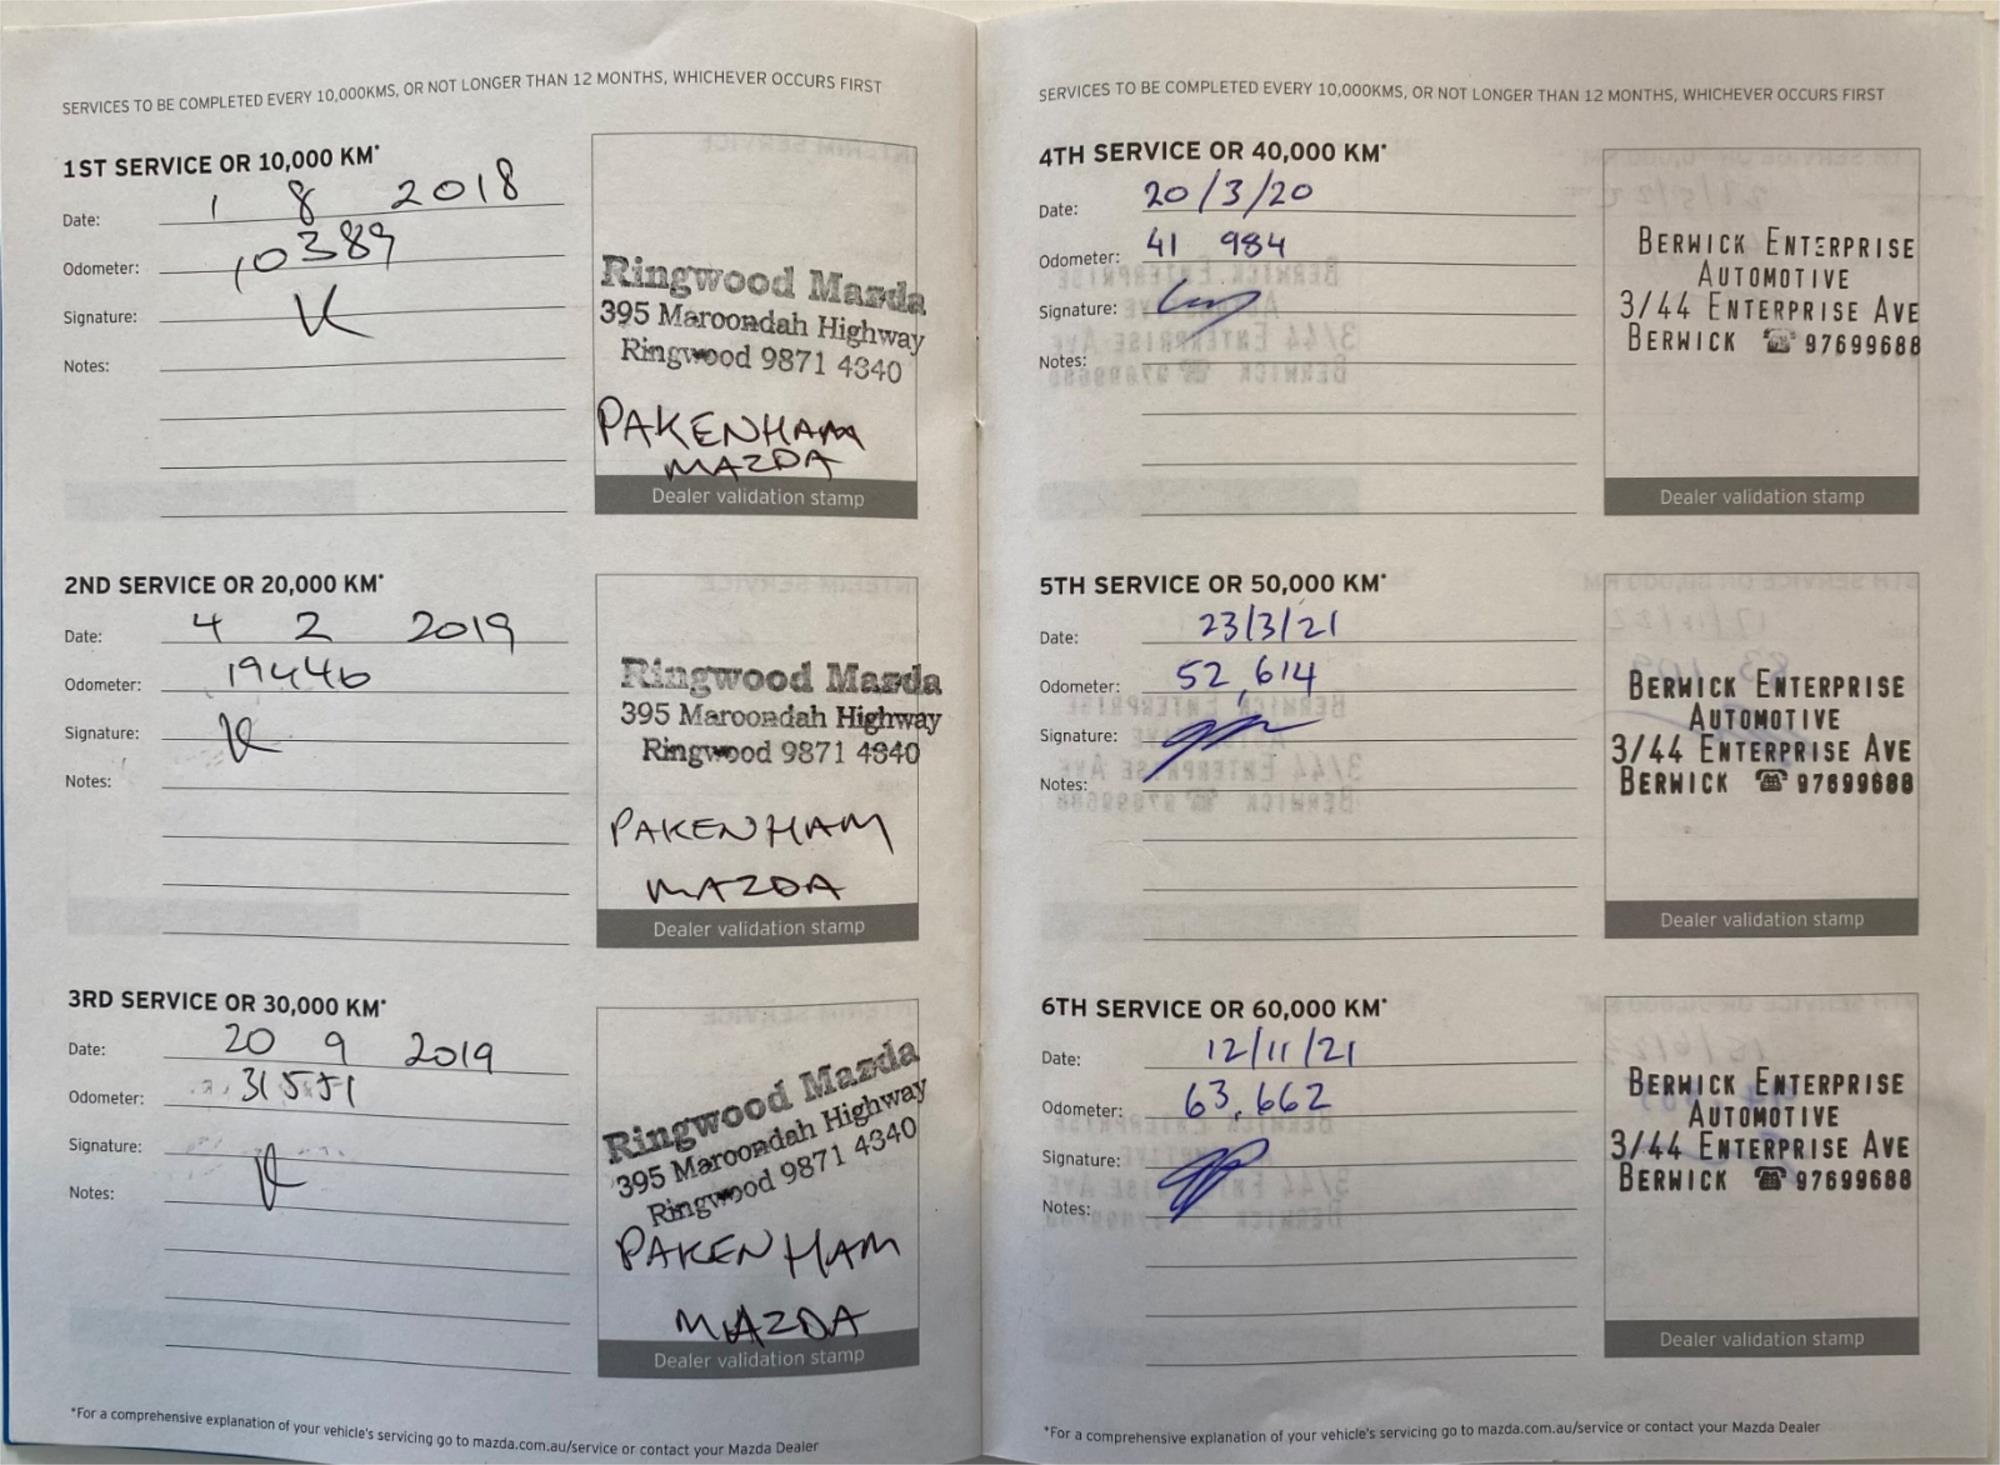 SERVICES TO BE COMPLETED EVERY 10,000KMS, OR NOT LONGER THAN 12 MONTHS, WHICHEVER OCCURS FIRST
1ST SERVICE OR 10,000 KM*
Date: 1 8 2018
Odometer: 10389
Signature:
Notes:
Ringwood Mazda
395 Maroondah Highway
Ringwood 9871 4340
PAKENHAM
MAZDA
Dealer validation stamp
2ND SERVICE OR 20,000 KM*
Date: 4 2 2019
Odometer: 19446
Signature:
Notes:
Ringwood Mazda
395 Maroondah Highway
Ringwood 9871 4340
PAKENHAM
MAZDA
Dealer validation stamp
3RD SERVICE OR 30,000 KM*
Date: 20 9 2019
Odometer: 31551
Signature:
Notes:
Ringwood Mazda
395 Maroondah Highway
Ringwood 9871 4340
PAKENHAM
MAZDA
Dealer validation stamp
*For a comprehensive explanation of your vehicle's servicing go to mazda.com.au/service or contact your Mazda Dealer
SERVICES TO BE COMPLETED EVERY 10,000KMS, OR NOT LONGER THAN 12 MONTHS, WHICHEVER OCCURS FIRST
4TH SERVICE OR 40,000 KM*
Date: 20/3/20
Odometer: 41 984
Signature:
Notes:
BERWICK ENTERPRISE
AUTOMOTIVE
3/44 ENTERPRISE AVE
BERWICK ☎ 97699688
Dealer validation stamp
5TH SERVICE OR 50,000 KM*
Date: 23/3/21
Odometer: 52,614
Signature:
Notes:
BERWICK ENTERPRISE
AUTOMOTIVE
3/44 ENTERPRISE AVE
BERWICK ☎ 97699688
Dealer validation stamp
6TH SERVICE OR 60,000 KM*
Date: 12/11/21
Odometer: 63,662
Signature:
Notes:
BERWICK ENTERPRISE
AUTOMOTIVE
3/44 ENTERPRISE AVE
BERWICK ☎ 97699688
Dealer validation stamp
*For a comprehensive explanation of your vehicle's servicing go to mazda.com.au/service or contact your Mazda Dealer